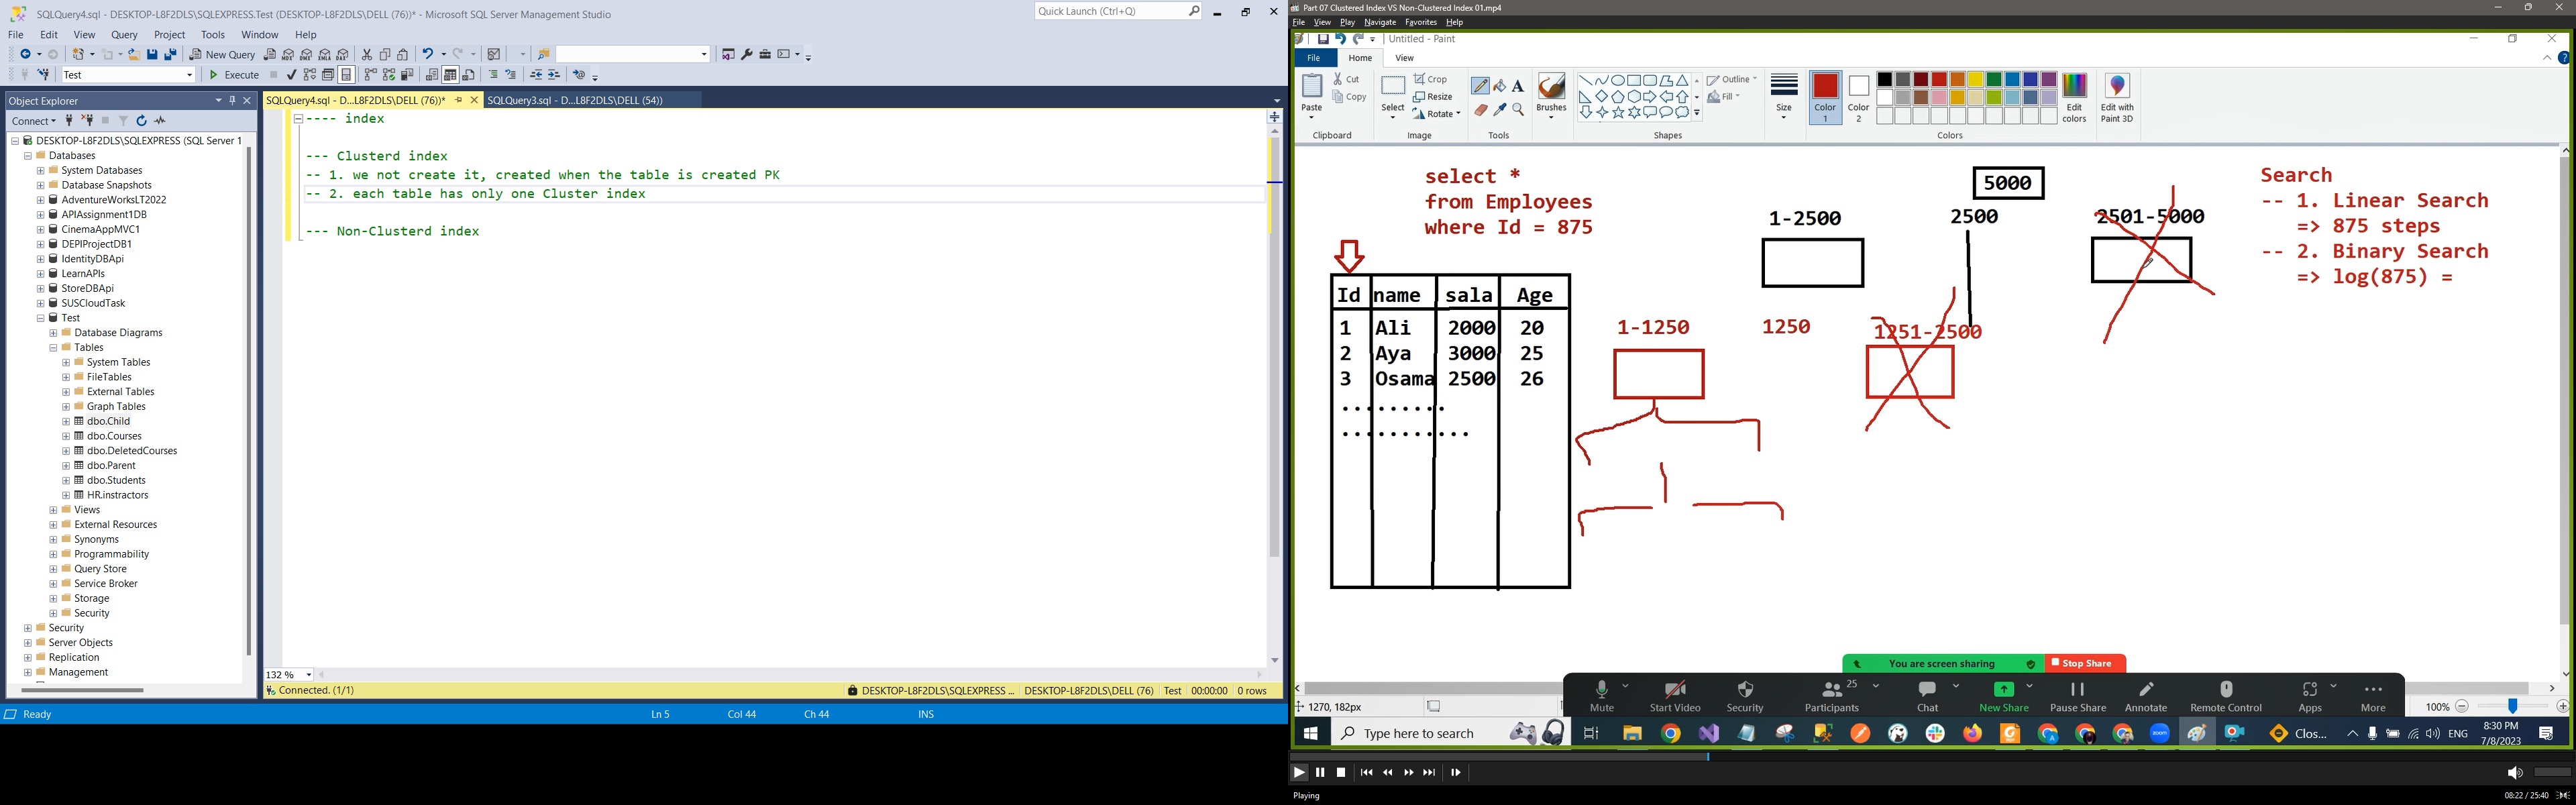 SQLQuery4.sql - DESKTOP-L8F2DLS\SQLEXPRESS.Test (DESKTOP-L8F2DLS\DELL (76))* - Microsoft SQL Server Management Studio
Quick Launch (Ctrl+Q)
File Edit View Query Project Tools Window Help
New Query
Test
Execute
Object Explorer
Connect
DESKTOP-L8F2DLS\SQLEXPRESS (SQL Server 1
Databases
System Databases
Database Snapshots
AdventureWorksLT2022
APIAssignment1DB
CinemaAppMVC1
DEPIProjectDB1
IdentityDBApi
LearnAPIs
StoreDBApi
SUSCloudTask
Test
Database Diagrams
Tables
System Tables
FileTables
External Tables
Graph Tables
dbo.Child
dbo.Courses
dbo.DeletedCourses
dbo.Parent
dbo.Students
HR.instractors
Views
External Resources
Synonyms
Programmability
Query Store
Service Broker
Storage
Security
Security
Server Objects
Replication
Management
SQLQuery4.sql - D...L8F2DLS\DELL (76))*
SQLQuery3.sql - D...L8F2DLS\DELL (54))
---- index
--- Clusterd index
-- 1. we not create it, created when the table is created PK
-- 2. each table has only one Cluster index
--- Non-Clusterd index
132 %
Connected. (1/1)
DESKTOP-L8F2DLS\SQLEXPRESS ...
DESKTOP-L8F2DLS\DELL (76)
Test
00:00:00
0 rows
Ready
Ln 5
Col 44
Ch 44
INS
Part 07 Clustered Index VS Non-Clustered Index 01.mp4
File View Play Navigate Favorites Help
Untitled - Paint
File Home View
Paste
Cut
Copy
Clipboard
Select
Crop
Resize
Rotate
Image
Tools
Brushes
Outline
Fill
Shapes
Size
Color 1
Color 2
Edit colors
Colors
Edit with Paint 3D
select *
from Employees
where Id = 875
Id name sala Age
1 Ali 2000 20
2 Aya 3000 25
3 Osama 2500 26
. . . . . . . . .
. . . . . . . . . . .
5000
1-2500
2500
2501-5000
1-1250
1250
1251-2500
Search
-- 1. Linear Search
=> 875 steps
-- 2. Binary Search
=> log(875) =
You are screen sharing
Stop Share
Mute
Start Video
Security
25
Participants
Chat
New Share
Pause Share
Annotate
Remote Control
Apps
More
1270, 182px
100%
Type here to search
zoom
Clos...
ENG
8:30 PM
7/8/2023
Playing
08:22 / 25:40